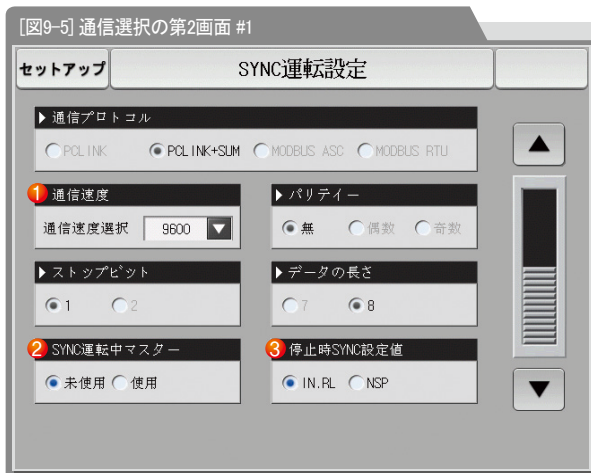 [図9-5] 通信選択の第2画面 #1
セットアップ
SYNC運転設定
▶ 通信プロトコル
PCLINK PCLINK+SUM MODBUS ASC MODBUS RTU
1 通信速度
通信速度選択 9600
▶ パリティー
無 偶数 奇数
▶ ストップビット
1 2
▶ データの長さ
7 8
2 SYNC運転中マスター
未使用 使用
3 停止時SYNC設定値
IN.RL NSP